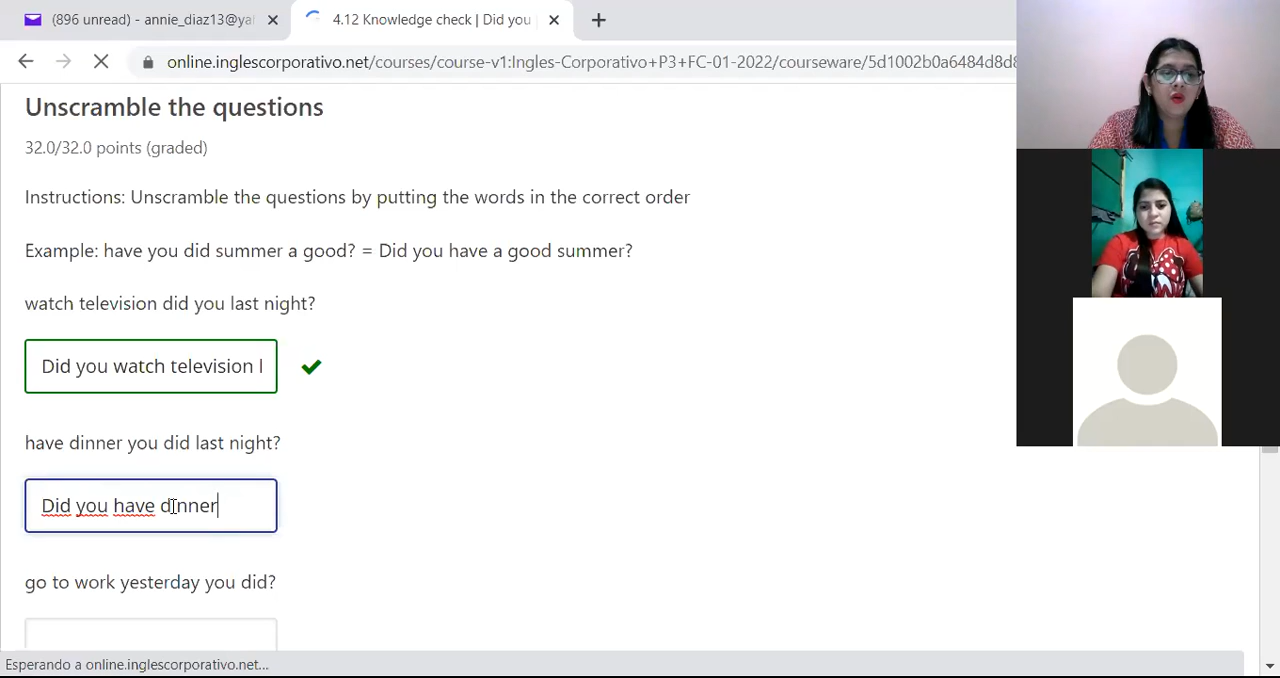 (896 unread) - annie_diaz13@ya
4.12 Knowledge check | Did you
online.inglescorporativo.net/courses/course-v1:Ingles-Corporativo+P3+FC-01-2022/courseware/5d1002b0a6484d8d8
Unscramble the questions
32.0/32.0 points (graded)
Instructions: Unscramble the questions by putting the words in the correct order
Example: have you did summer a good? = Did you have a good summer?
watch television did you last night?
Did you watch television l
have dinner you did last night?
Did you have dinner
go to work yesterday you did?
Esperando a online.inglescorporativo.net...